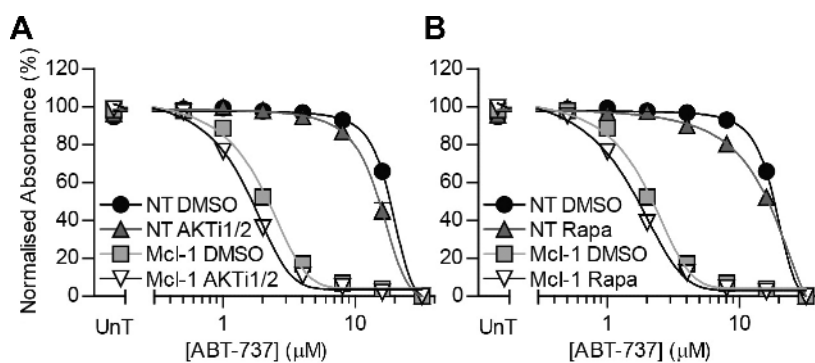 A
B
Normalised Absorbance (%)
120
100
80
60
40
20
0
NT DMSO
NT AKTi1/2
Mcl-1 DMSO
Mcl-1 AKTi1/2
UnT
1
10
[ABT-737] (μM)
120
100
80
60
40
20
0
NT DMSO
NT Rapa
Mcl-1 DMSO
Mcl-1 Rapa
UnT
1
10
[ABT-737] (μM)